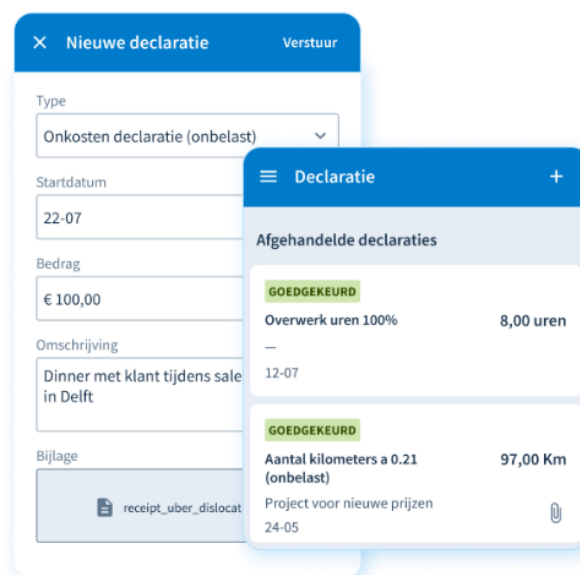 Nieuwe declaratie
Verstuur
Type
Onkosten declaratie (onbelast)
Startdatum
22-07
Bedrag
€ 100,00
Omschrijving
Dinner met klant tijdens sale
in Delft
Bijlage
receipt_uber_dislocat
Declaratie
Afgehandelde declaraties
GOEDGEKEURD
Overwerk uren 100%
8,00 uren
—
12-07
GOEDGEKEURD
Aantal kilometers a 0.21
(onbelast)
97,00 Km
Project voor nieuwe prijzen
24-05